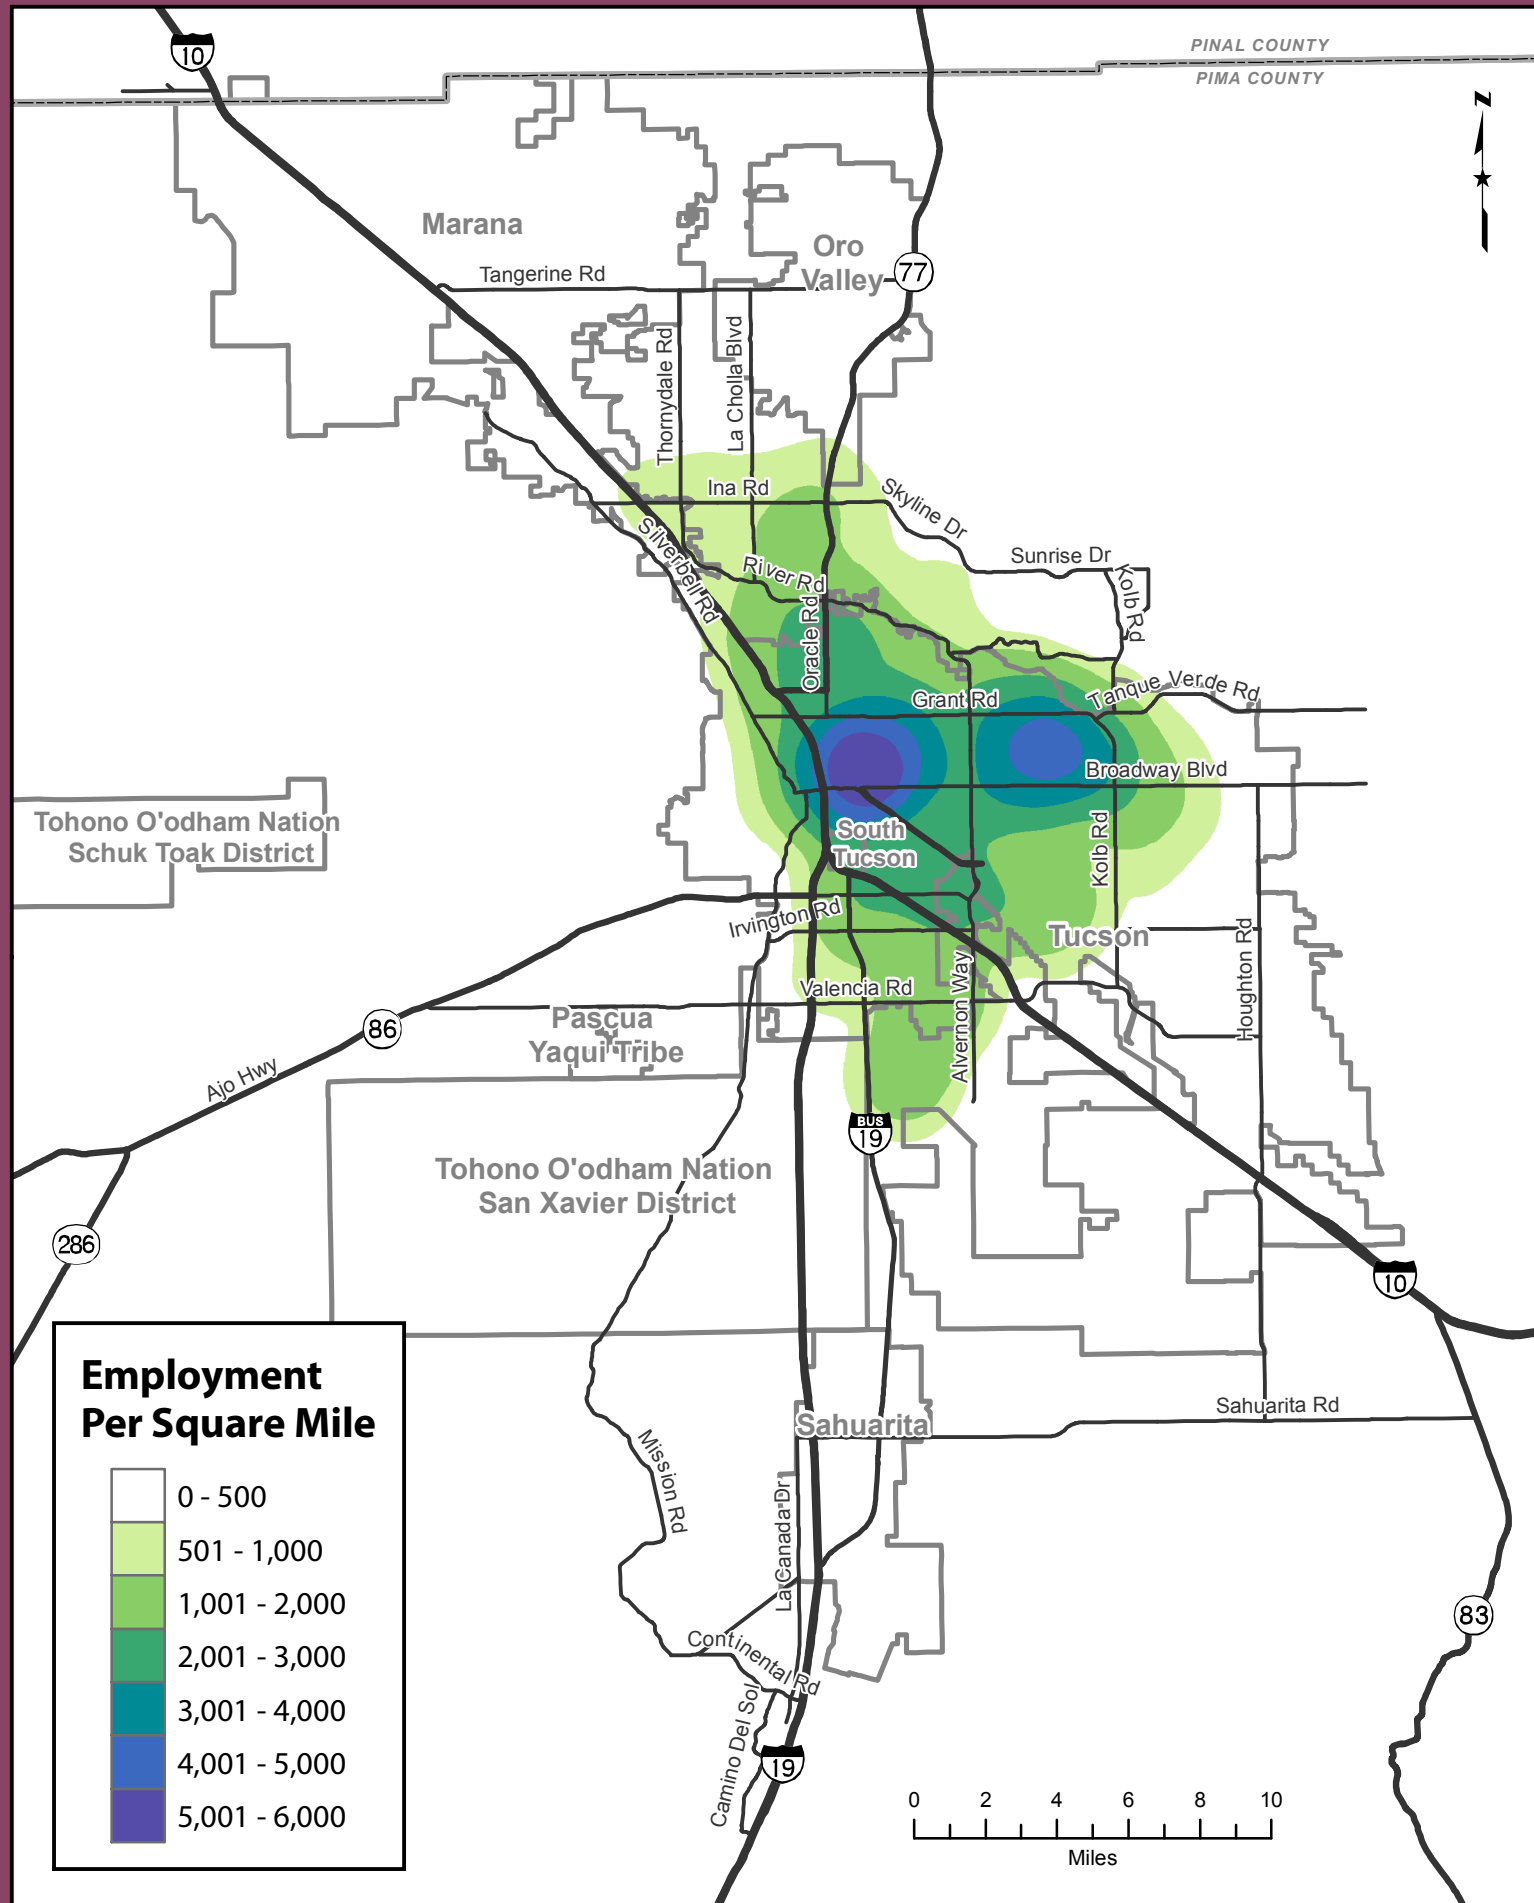 PINAL COUNTY
PIMA COUNTY
10
N
Marana
Oro
Valley
77
Tangerine Rd
Thornydale Rd
La Cholla Blvd
Ina Rd
Skyline Dr
Sunrise Dr
Kolb Rd
Silverbell Rd
River Rd
Oracle Rd
Grant Rd
Tanque Verde Rd
Broadway Blvd
Tohono O'odham Nation
Schuk Toak District
South
Tucson
Kolb Rd
Irvington Rd
Tucson
Houghton Rd
Valencia Rd
Alvernon Way
Pascua
Yaqui Tribe
86
Ajo Hwy
BUS
19
Tohono O'odham Nation
San Xavier District
286
10
Employment
Per Square Mile
0 - 500
501 - 1,000
1,001 - 2,000
2,001 - 3,000
3,001 - 4,000
4,001 - 5,000
5,001 - 6,000
Sahuarita
Sahuarita Rd
Mission Rd
La Canada Dr
83
Continental Rd
Camino Del Sol
19
0 2 4 6 8 10
Miles